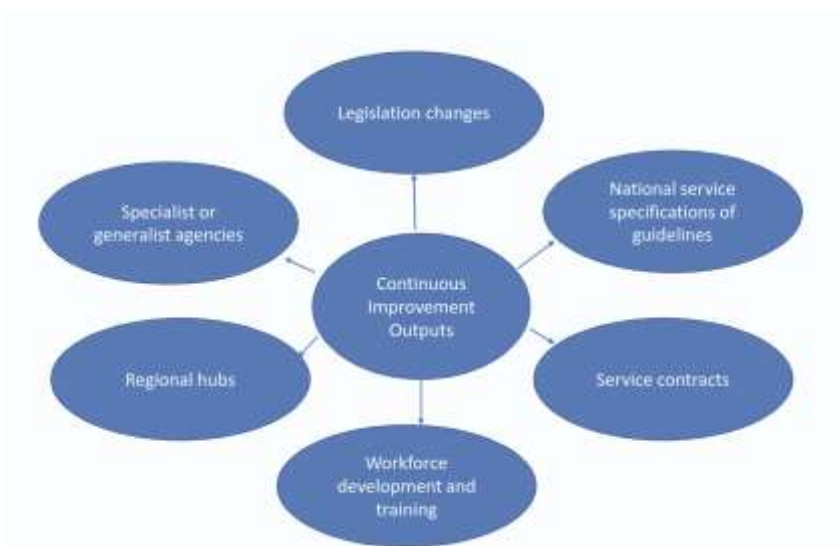 Legislation changes
Specialist or
generalist agencies
National service
specifications of
guidelines
Continuous
Improvement
Outputs
Regional hubs
Service contracts
Workforce
development and
training